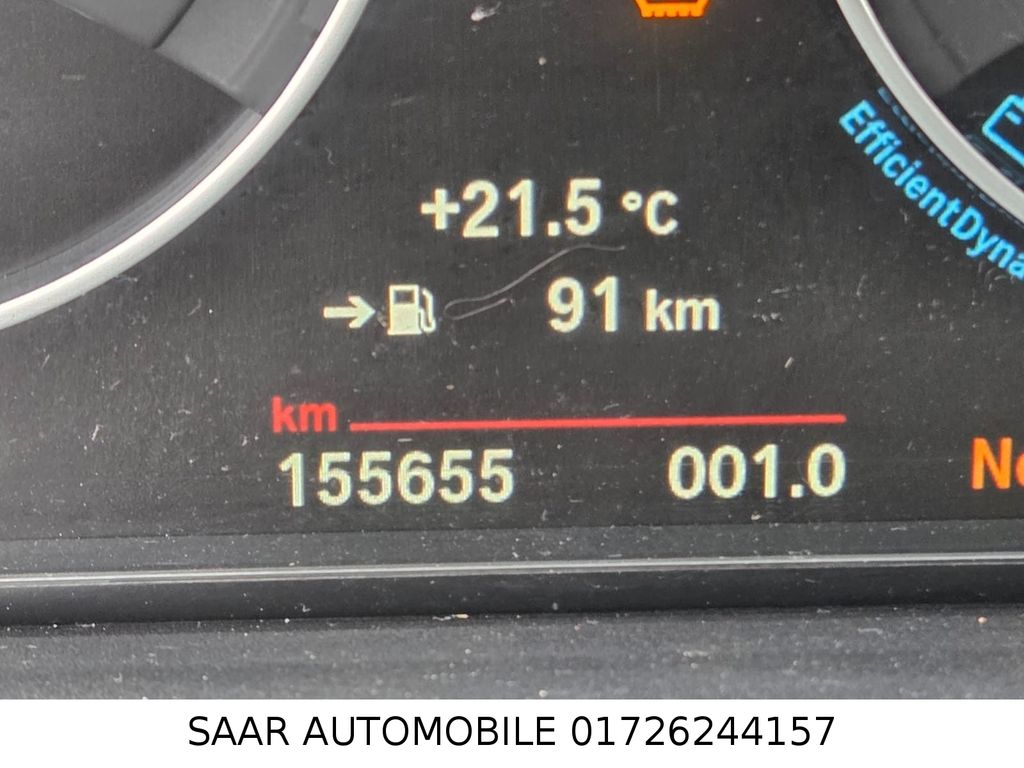 EfficientDyna
+21.5 °C
91 km
km
155655 001.0
SAAR AUTOMOBILE 01726244157